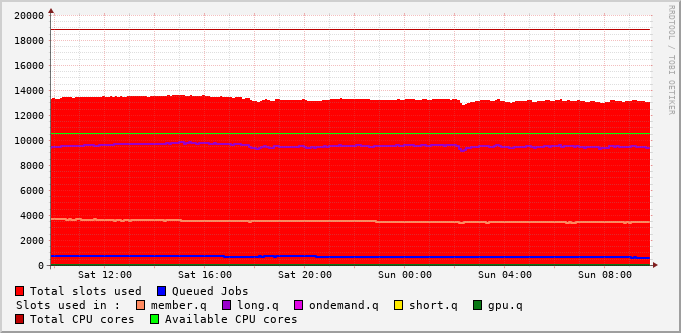 RRDTOOL / TOBI OETIKER
20000
18000
16000
14000
12000
10000
8000
6000
4000
2000
0
Sat 12:00 Sat 16:00 Sat 20:00 Sun 00:00 Sun 04:00 Sun 08:00
Total slots used Queued Jobs
Slots used in : member.q long.q ondemand.q short.q gpu.q
Total CPU cores Available CPU cores